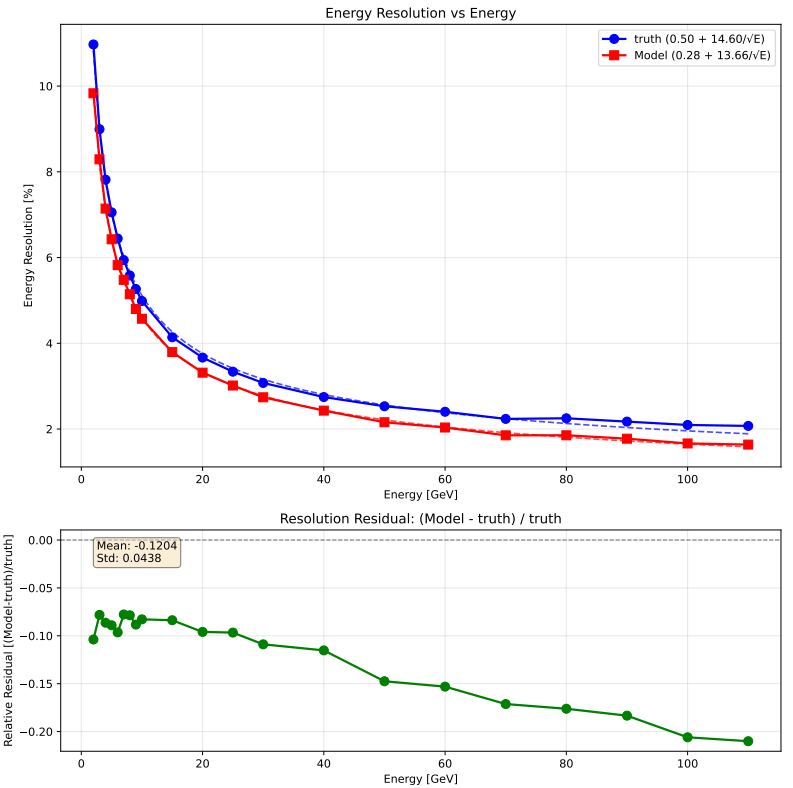 Energy Resolution vs Energy
truth (0.50 + 14.60/√E)
Model (0.28 + 13.66/√E)
Energy Resolution [%]
10
8
6
4
2
0 20 40 60 80 100
Energy [GeV]
Resolution Residual: (Model - truth) / truth
Mean: -0.1204
Std: 0.0438
Relative Residual [(Model-truth)/truth]
0.00
−0.05
−0.10
−0.15
−0.20
0 20 40 60 80 100
Energy [GeV]